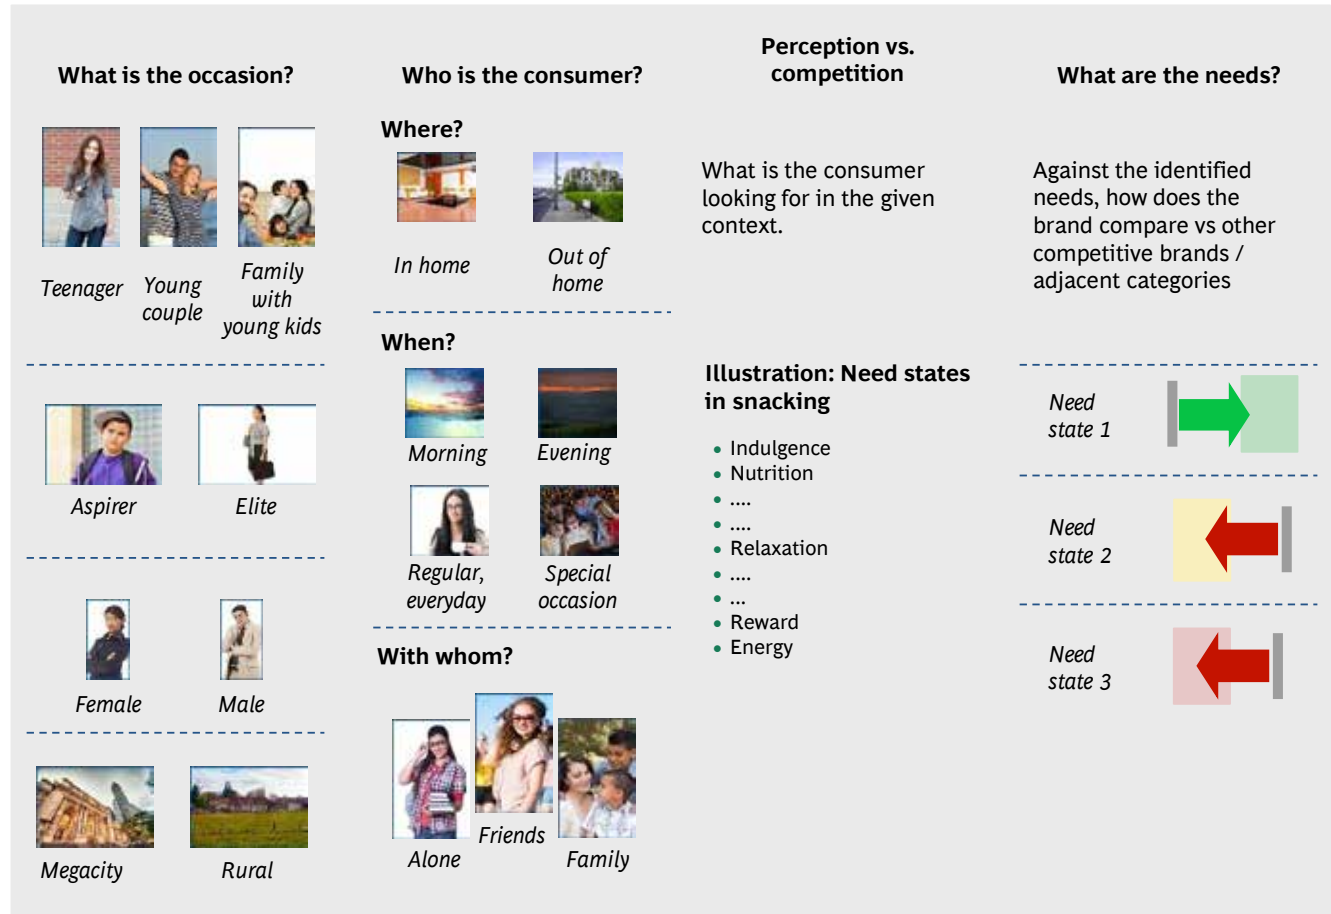 What is the occasion?
Teenager
Young
couple
Family
with
young kids
Aspirer
Elite
Female
Male
Megacity
Rural
Who is the consumer?
Where?
In home
Out of
home
When?
Morning
Evening
Regular,
everyday
Special
occasion
With whom?
Alone
Friends
Family
Perception vs.
competition
What is the consumer
looking for in the given
context.
Illustration: Need states
in snacking
• Indulgence
• Nutrition
• ....
• ....
• Relaxation
• ....
• ...
• Reward
• Energy
What are the needs?
Against the identified
needs, how does the
brand compare vs other
competitive brands /
adjacent categories
Need
state 1
Need
state 2
Need
state 3